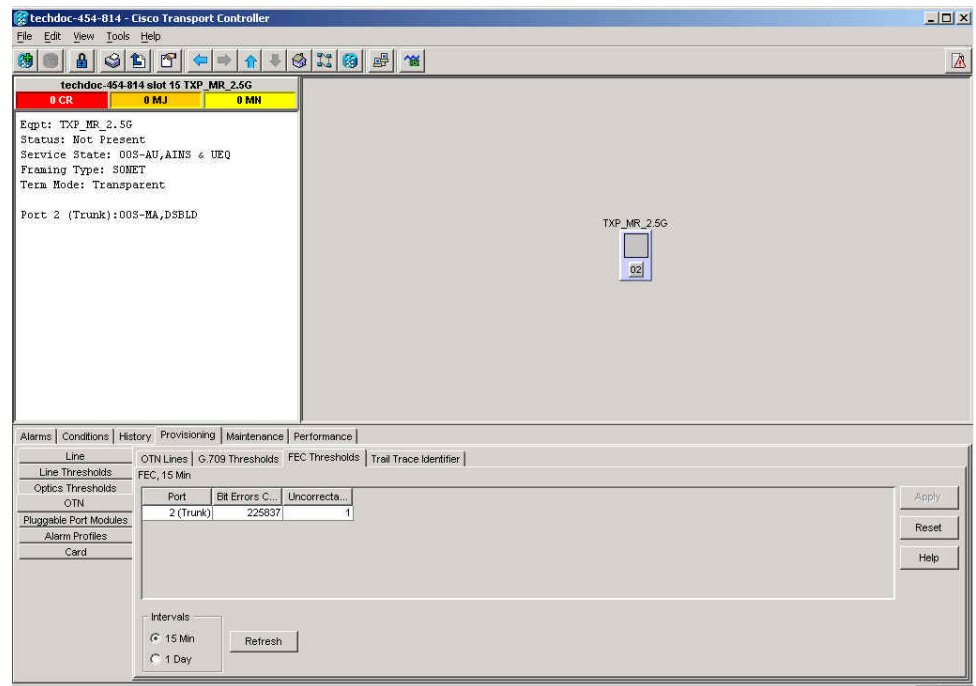 techdoc-454-814 - Cisco Transport Controller
File Edit View Tools Help
techdoc-454-814 slot 15 TXP_MR_2.5G
0 CR 0 MJ 0 MN
Eqpt: TXP_MR_2.5G
Status: Not Present
Service State: OOS-AU,AINS & UEQ
Framing Type: SONET
Term Mode: Transparent
Port 2 (Trunk):OOS-MA,DSBLD
TXP_MR_2.5G
02
Alarms Conditions History Provisioning Maintenance Performance
Line
Line Thresholds
Optics Thresholds
OTN
Pluggable Port Modules
Alarm Profiles
Card
OTN Lines G.709 Thresholds FEC Thresholds Trail Trace Identifier
FEC, 15 Min
Port Bit Errors C... Uncorrecta...
2 (Trunk) 225837 1
Intervals
15 Min
1 Day
Refresh
Apply
Reset
Help